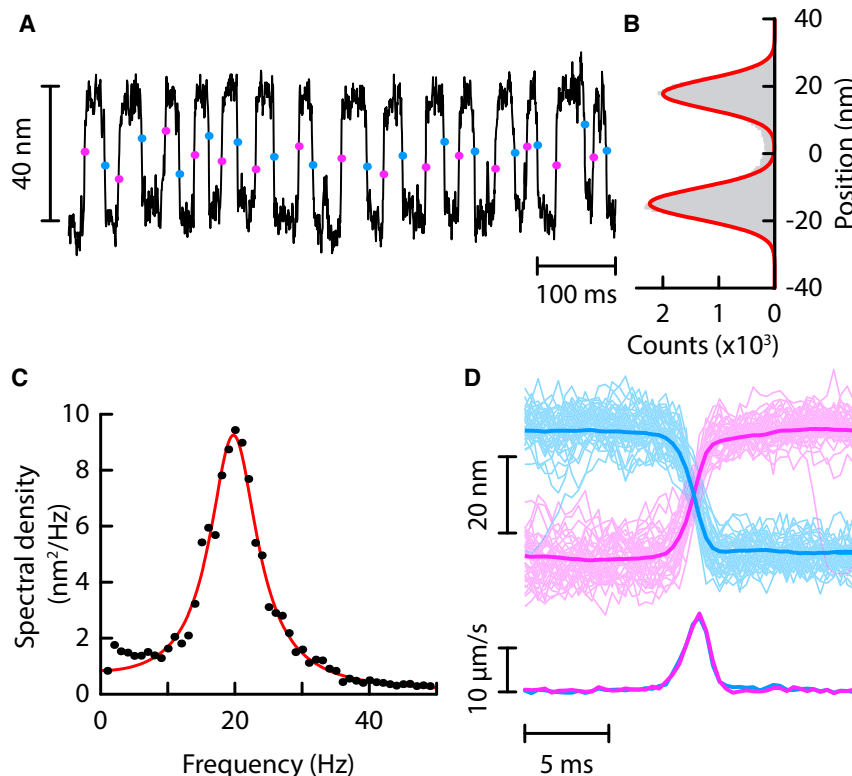 A
40 nm
100 ms
B
40
20
0
-20
-40
Position (nm)
2 1 0
Counts (x10³)
C
10
8
6
4
2
0
Spectral density
(nm²/Hz)
0 20 40
Frequency (Hz)
D
20 nm
10 µm/s
5 ms